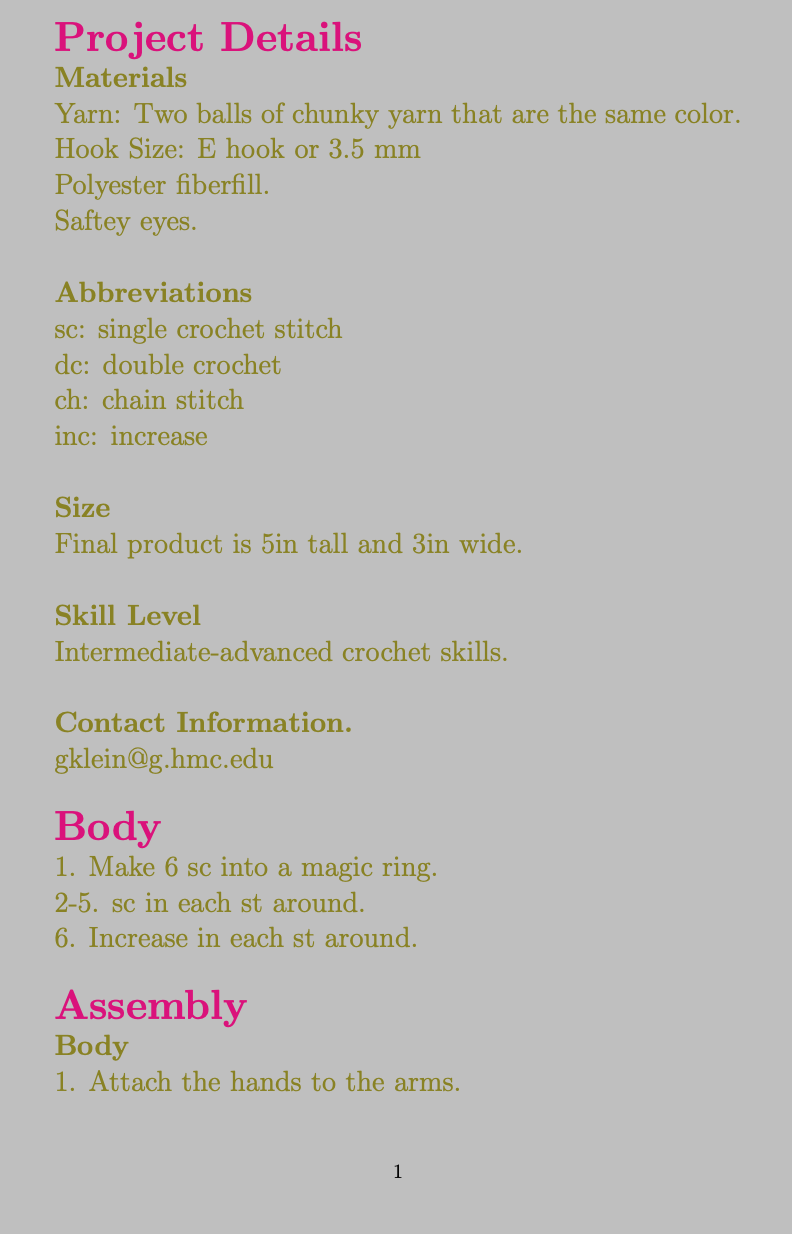 Project Details
Materials
Yarn: Two balls of chunky yarn that are the same color.
Hook Size: E hook or 3.5 mm
Polyester fiberfill.
Saftey eyes.
Abbreviations
sc: single crochet stitch
dc: double crochet
ch: chain stitch
inc: increase
Size
Final product is 5in tall and 3in wide.
Skill Level
Intermediate-advanced crochet skills.
Contact Information.
gklein@g.hmc.edu
Body
1. Make 6 sc into a magic ring.
2-5. sc in each st around.
6. Increase in each st around.
Assembly
Body
1. Attach the hands to the arms.
1